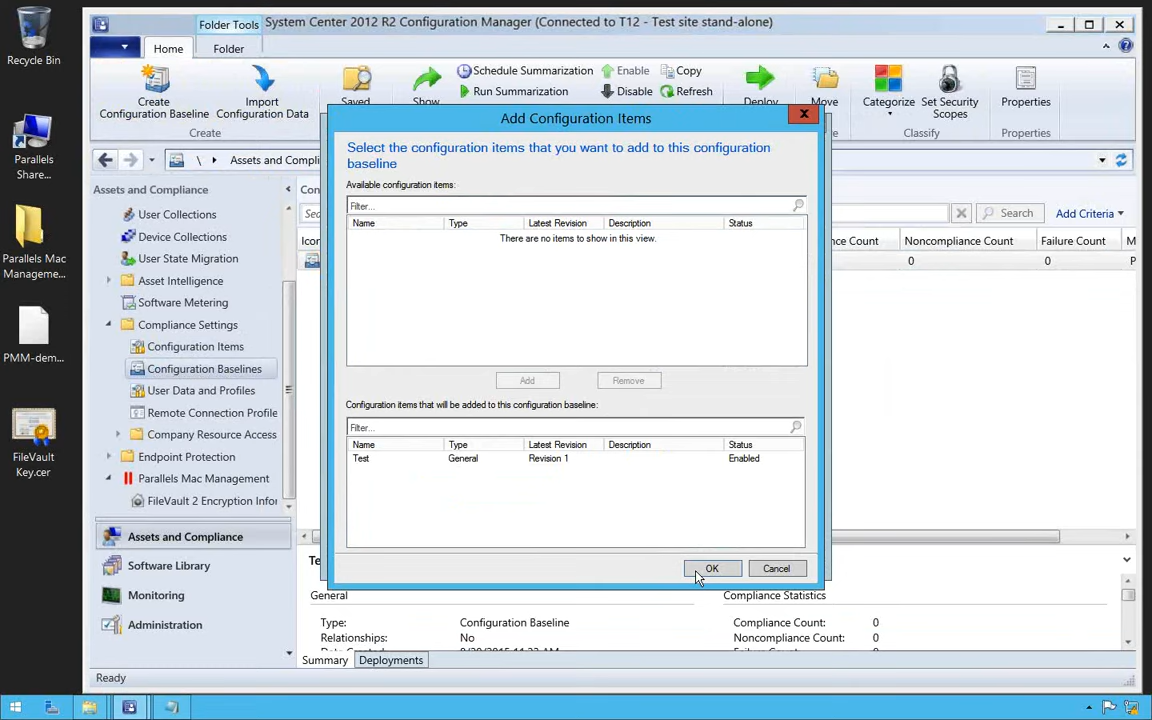 Recycle Bin
Parallels
Share...
Parallels Mac
Manageme...
PMM-dem...
FileVault
Key.cer
Folder Tools
System Center 2012 R2 Configuration Manager (Connected to T12 - Test site stand-alone)
Home
Folder
Create
Configuration Baseline
Import
Configuration Data
Saved
Show
Schedule Summarization
Run Summarization
Enable
Disable
Copy
Refresh
Deploy
Move
Categorize
Set Security
Scopes
Properties
Create
Classify
Properties
\
Assets and Compli
Assets and Compliance
User Collections
Device Collections
User State Migration
Asset Intelligence
Software Metering
Compliance Settings
Configuration Items
Configuration Baselines
User Data and Profiles
Remote Connection Profile
Company Resource Access
Endpoint Protection
Parallels Mac Management
FileVault 2 Encryption Infor
Assets and Compliance
Software Library
Monitoring
Administration
Ready
Con
Sea
Icon
Search
Add Criteria
ce Count
Noncompliance Count
Failure Count
M
0
0
P
Add Configuration Items
Select the configuration items that you want to add to this configuration
baseline
Available configuration items:
Filter...
Name Type Latest Revision Description Status
There are no items to show in this view.
Add
Remove
Configuration items that will be added to this configuration baseline:
Filter...
Name Type Latest Revision Description Status
Test General Revision 1 Enabled
OK
Cancel
Te
General
Type: Configuration Baseline
Relationships: No
Compliance Statistics
Compliance Count: 0
Noncompliance Count: 0
Summary
Deployments